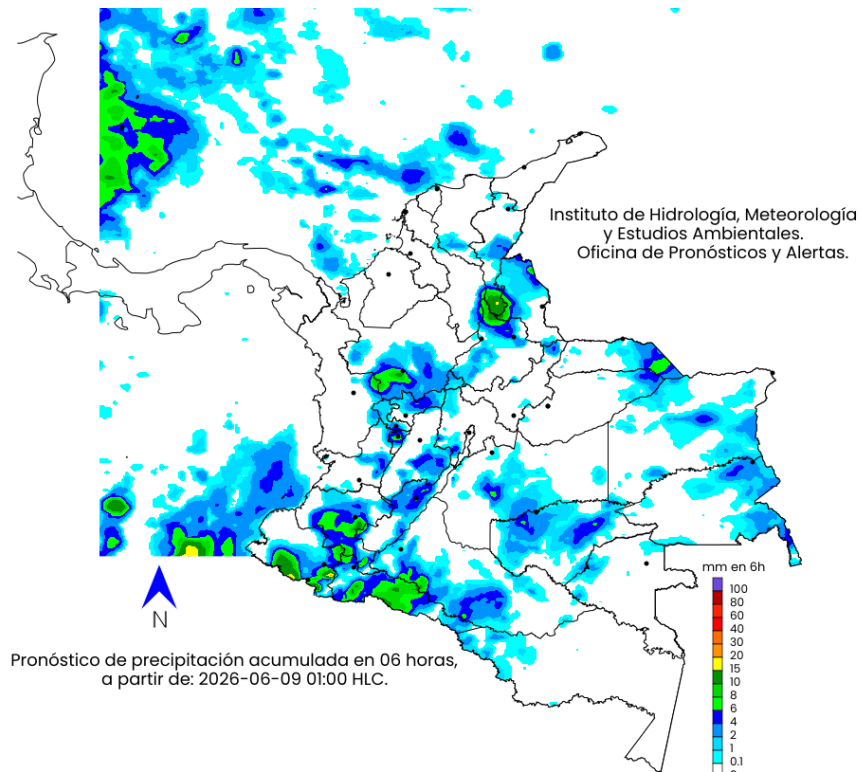 Instituto de Hidrología, Meteorología
y Estudios Ambientales.
Oficina de Pronósticos y Alertas.
N
Pronóstico de precipitación acumulada en 06 horas,
a partir de: 2026-06-09 01:00 HLC.
mm en 6h
100
80
60
40
30
20
15
10
8
6
4
2
1
0.1